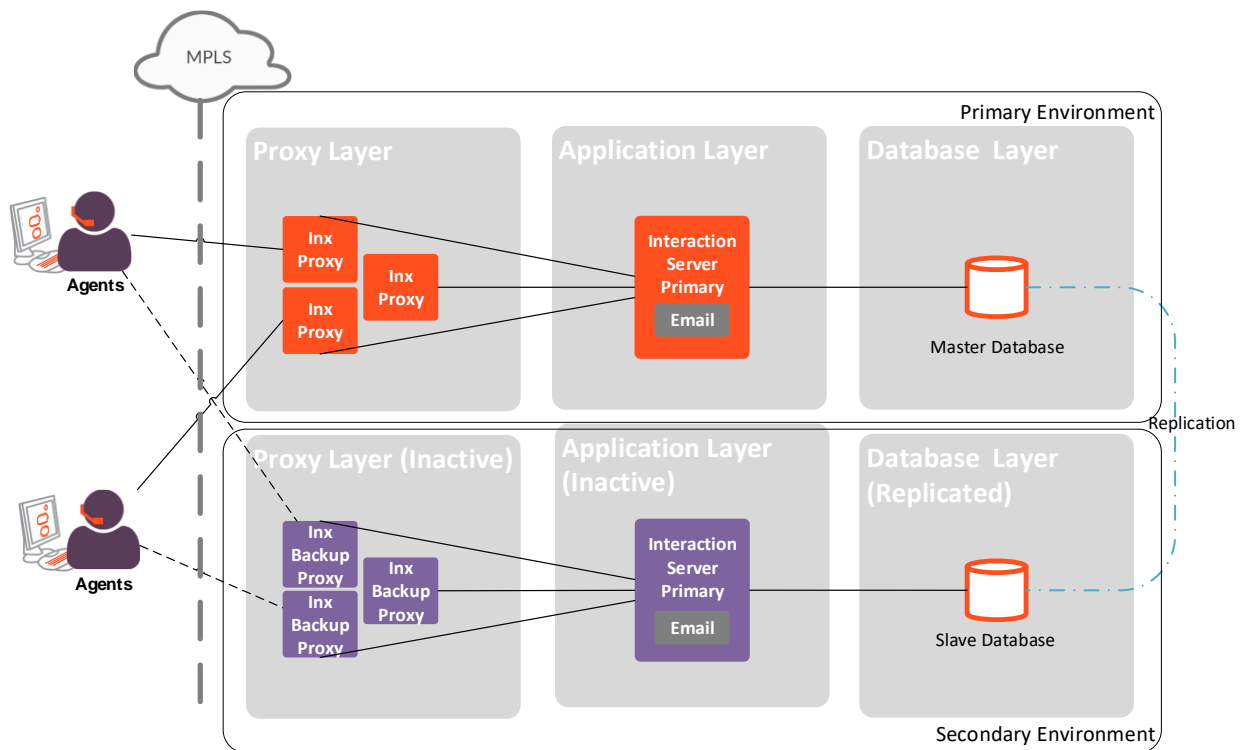 MPLS
Primary Environment
Proxy Layer
Application Layer
Database Layer
Inx
Proxy
Inx
Proxy
Inx
Proxy
Interaction
Server
Primary
Email
Master Database
Agents
Replication
Proxy Layer (Inactive)
Application Layer
(Inactive)
Database Layer
(Replicated)
Inx
Backup
Proxy
Inx
Backup
Proxy
Inx
Backup
Proxy
Interaction
Server
Primary
Email
Slave Database
Agents
Secondary Environment